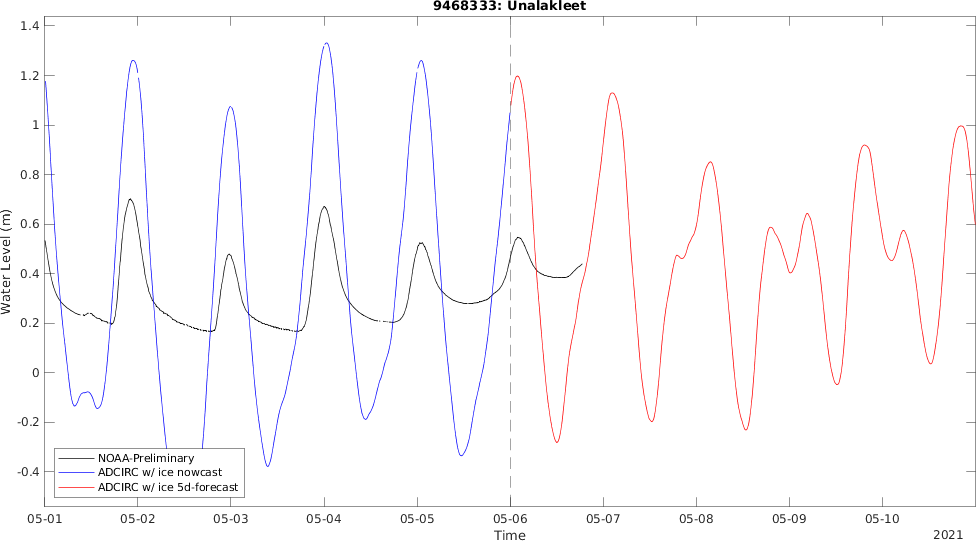 9468333: Unalakleet
Water Level (m)
1.4
1.2
1
0.8
0.6
0.4
0.2
0
-0.2
-0.4
NOAA-Preliminary
ADCIRC w/ ice nowcast
ADCIRC w/ ice 5d-forecast
05-01 05-02 05-03 05-04 05-05 05-06 05-07 05-08 05-09 05-10
Time
2021